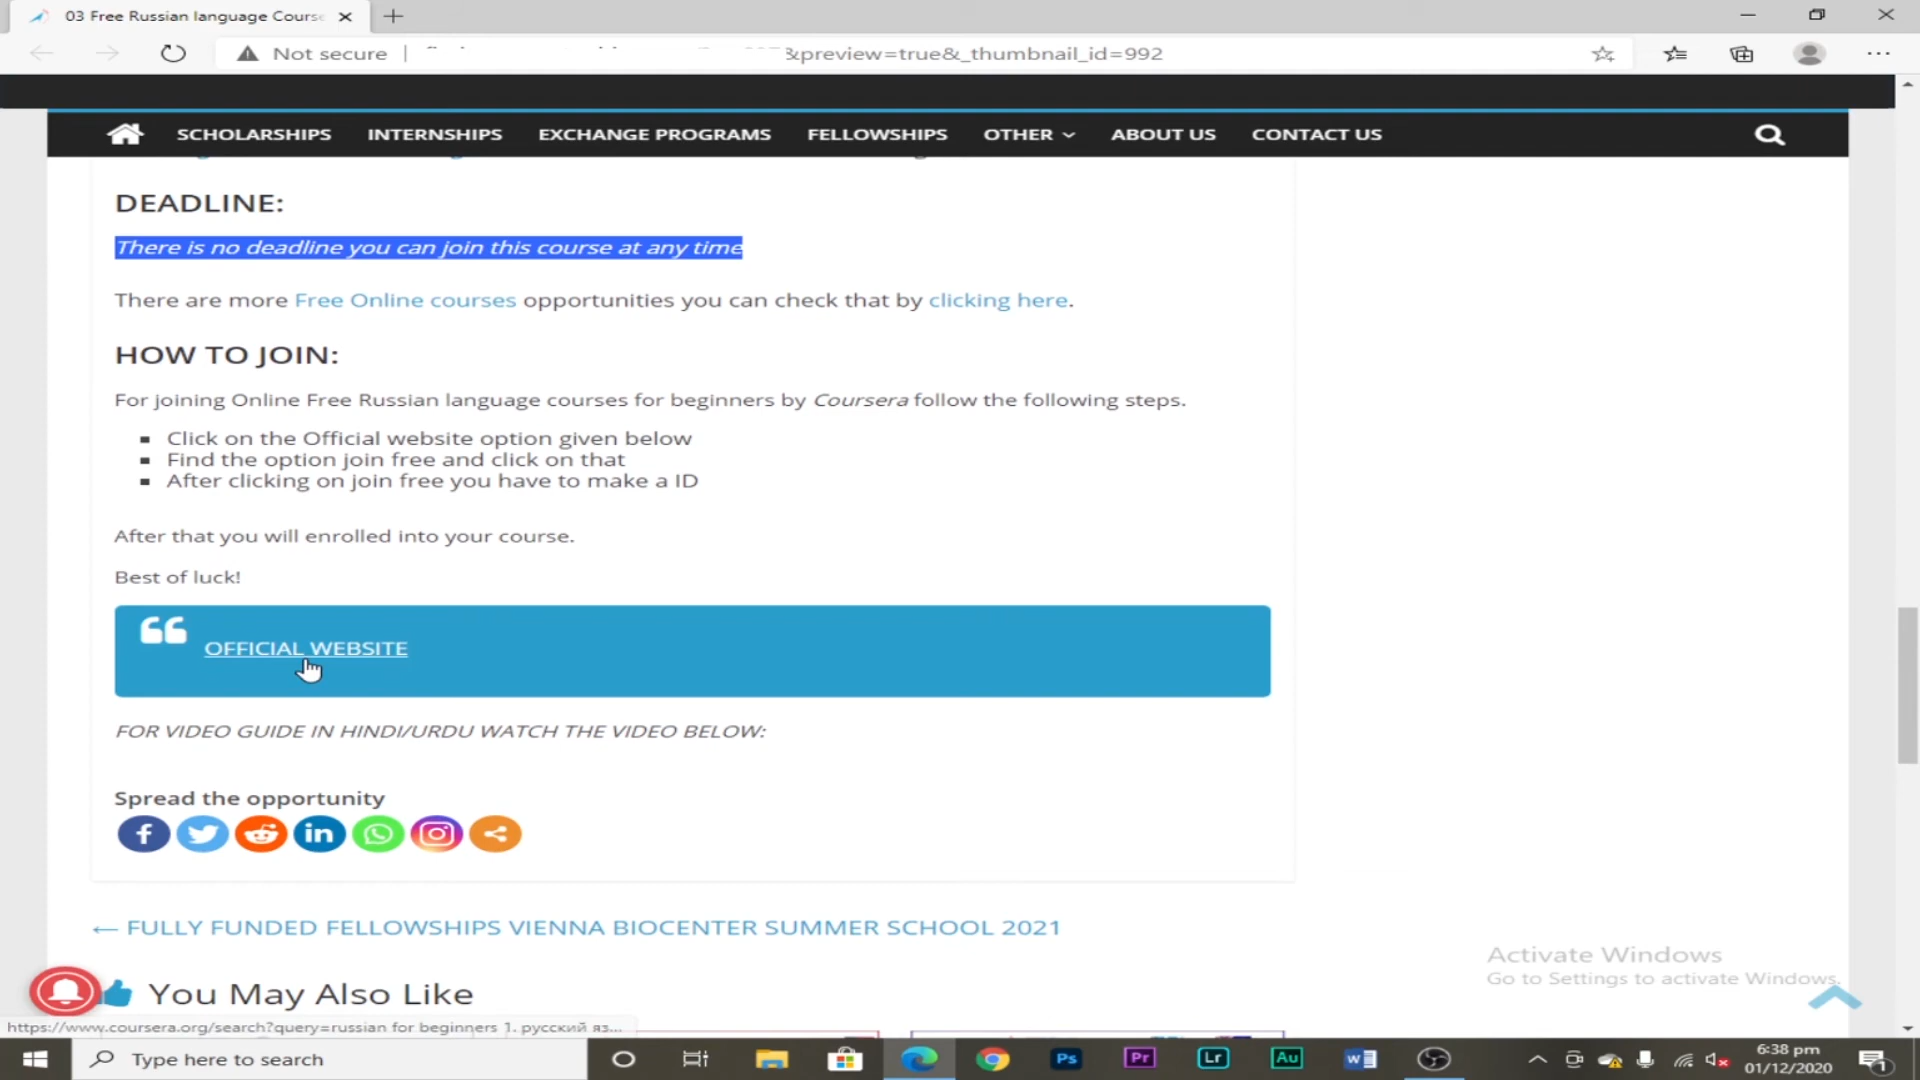 03 Free Russian language Course
Not secure
&preview=true&_thumbnail_id=992
SCHOLARSHIPS INTERNSHIPS EXCHANGE PROGRAMS FELLOWSHIPS OTHER ABOUT US CONTACT US
DEADLINE:
There is no deadline you can join this course at any time
There are more Free Online courses opportunities you can check that by clicking here.
HOW TO JOIN:
For joining Online Free Russian language courses for beginners by Coursera follow the following steps.
Click on the Official website option given below
Find the option join free and click on that
After clicking on join free you have to make a ID
After that you will enrolled into your course.
Best of luck!
OFFICIAL WEBSITE
FOR VIDEO GUIDE IN HINDI/URDU WATCH THE VIDEO BELOW:
Spread the opportunity
← FULLY FUNDED FELLOWSHIPS VIENNA BIOCENTER SUMMER SCHOOL 2021
Activate Windows
Go to Settings to activate Windows.
You May Also Like
https://www.coursera.org/search?query=russian for beginners 1. русский яз...
Type here to search
Ps Pr Lr Au
6:38 pm
01/12/2020
1